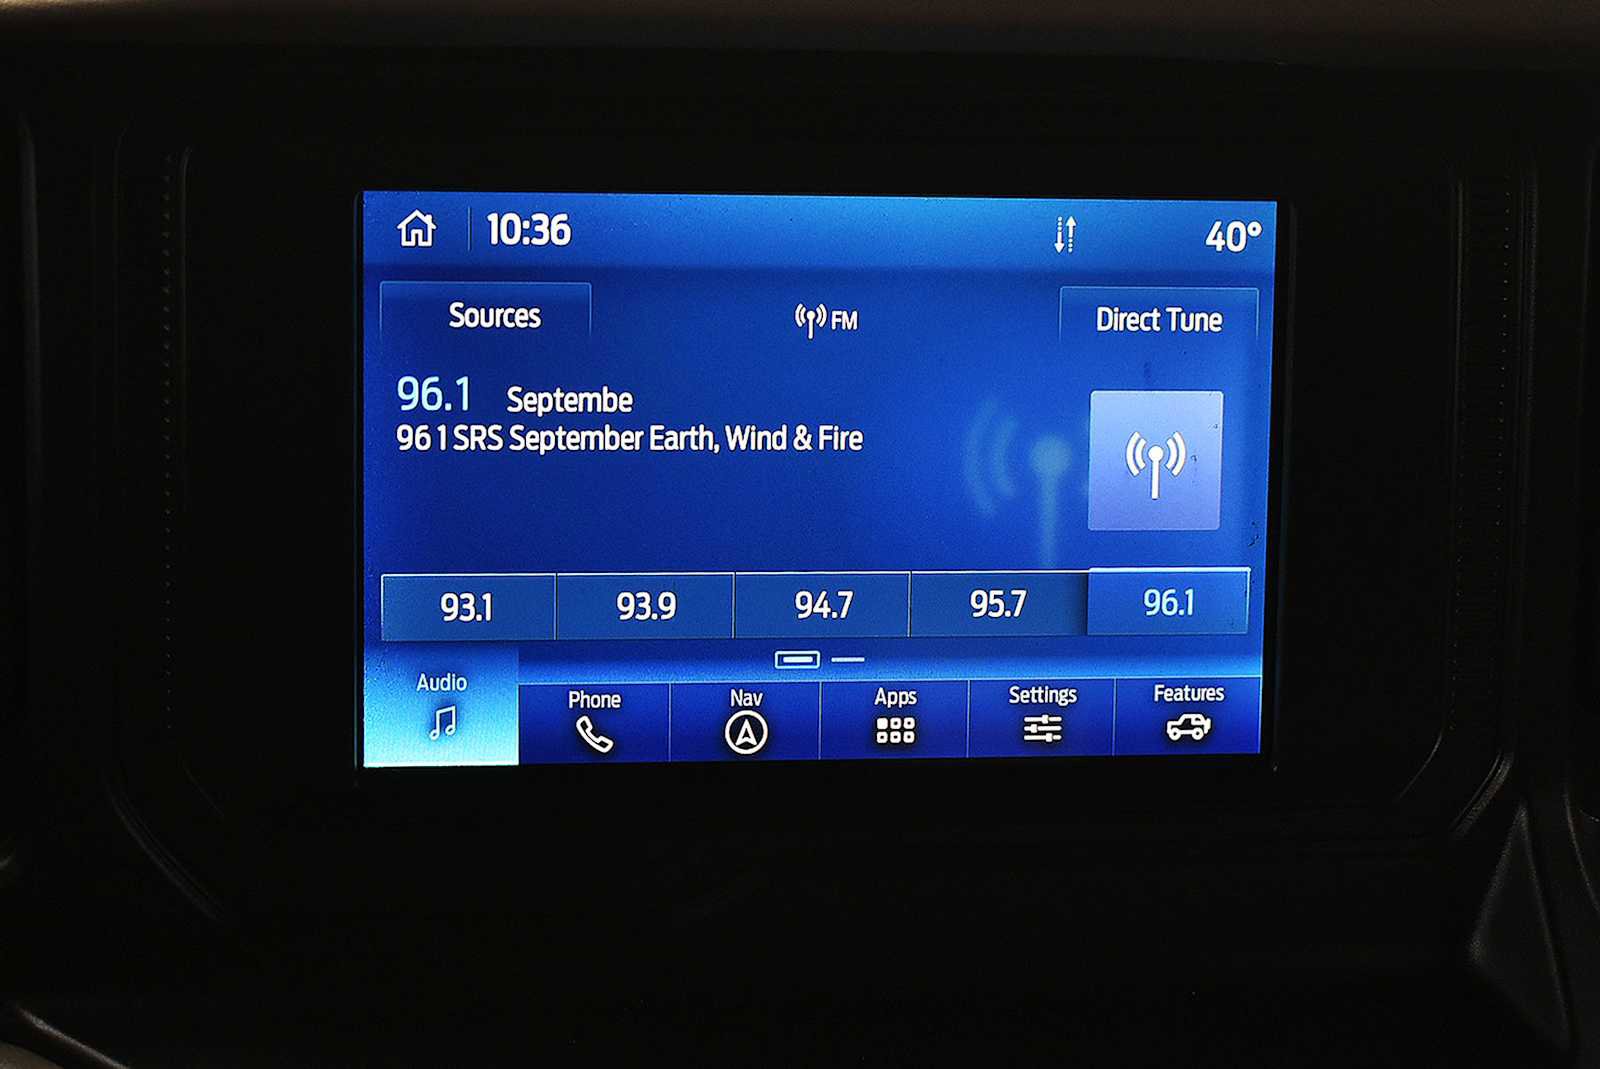 10:36 40°
Sources FM Direct Tune
96.1 Septembe
96 1 SRS September Earth, Wind & Fire
93.1 93.9 94.7 95.7 96.1
Audio Phone Nav Apps Settings Features